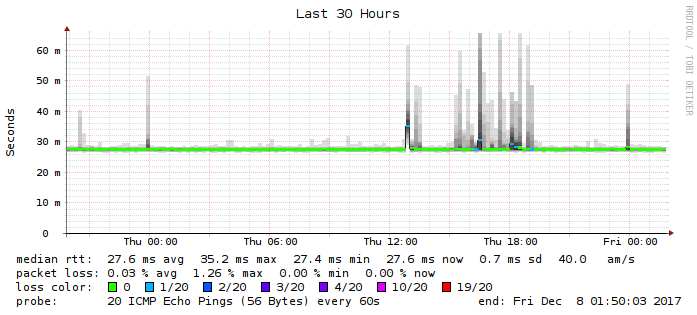 Last 30 Hours
RRDTOOL / TOBI OETIKER
Seconds
60 m
50 m
40 m
30 m
20 m
10 m
0
Thu 00:00 Thu 06:00 Thu 12:00 Thu 18:00 Fri 00:00
median rtt: 27.6 ms avg 35.2 ms max 27.4 ms min 27.6 ms now 0.7 ms sd 40.0 am/s
packet loss: 0.03 % avg 1.26 % max 0.00 % min 0.00 % now
loss color: 0 1/20 2/20 3/20 4/20 10/20 19/20
probe: 20 ICMP Echo Pings (56 Bytes) every 60s end: Fri Dec 8 01:50:03 2017